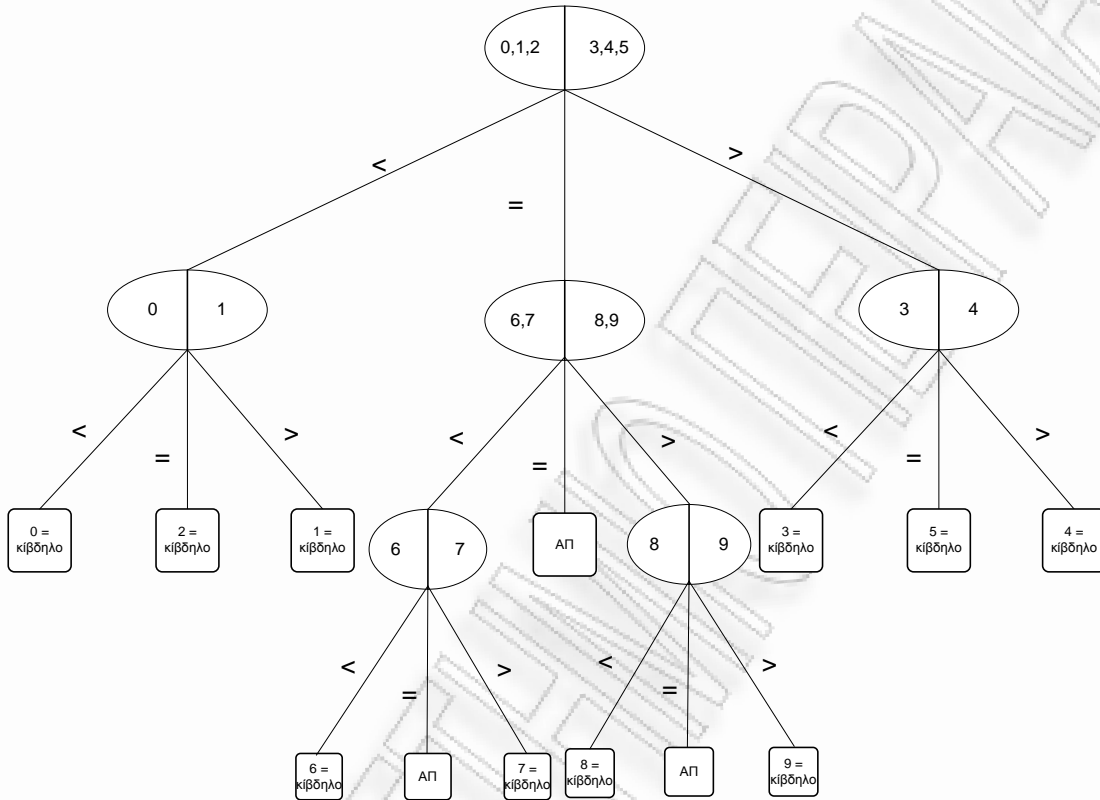 0,1,2 3,4,5
< = >
0 1
6,7 8,9
3 4
< = >
< = >
< = >
0 =
κίβδηλο
2 =
κίβδηλο
1 =
κίβδηλο
6 7
ΑΠ
8 9
3 =
κίβδηλο
5 =
κίβδηλο
4 =
κίβδηλο
< = >
< = >
6 =
κίβδηλο
ΑΠ
7 =
κίβδηλο
8 =
κίβδηλο
ΑΠ
9 =
κίβδηλο